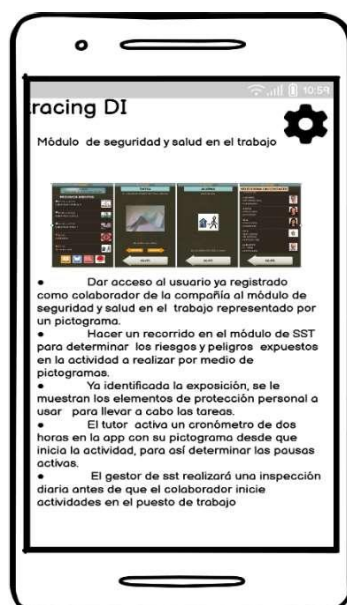 10:59
tracing DI
Módulo de seguridad y salud en el trabajo
● Dar acceso al usuario ya registrado
como colaborador de la compañía al módulo de
seguridad y salud en el trabajo representado por
un pictograma.
● Hacer un recorrido en el módulo de SST
para determinar los riesgos y peligros expuestos
en la actividad a realizar por medio de
pictogramas.
● Ya identificada la exposición, se le
muestran los elementos de protección personal a
usar para llevar a cabo las tareas.
● El tutor activa un cronómetro de dos
horas en la app con su pictograma desde que
inicia la actividad, para así determinar las pausas
activas.
● El gestor de sst realizará una inspección
diaria antes de que el colaborador inicie
actividades en el puesto de trabajo